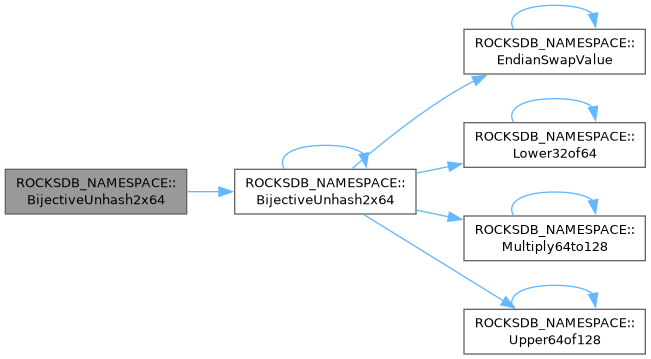 ROCKSDB_NAMESPACE::
BijectiveUnhash2x64
ROCKSDB_NAMESPACE::
BijectiveUnhash2x64
ROCKSDB_NAMESPACE::
EndianSwapValue
ROCKSDB_NAMESPACE::
Lower32of64
ROCKSDB_NAMESPACE::
Multiply64to128
ROCKSDB_NAMESPACE::
Upper64of128